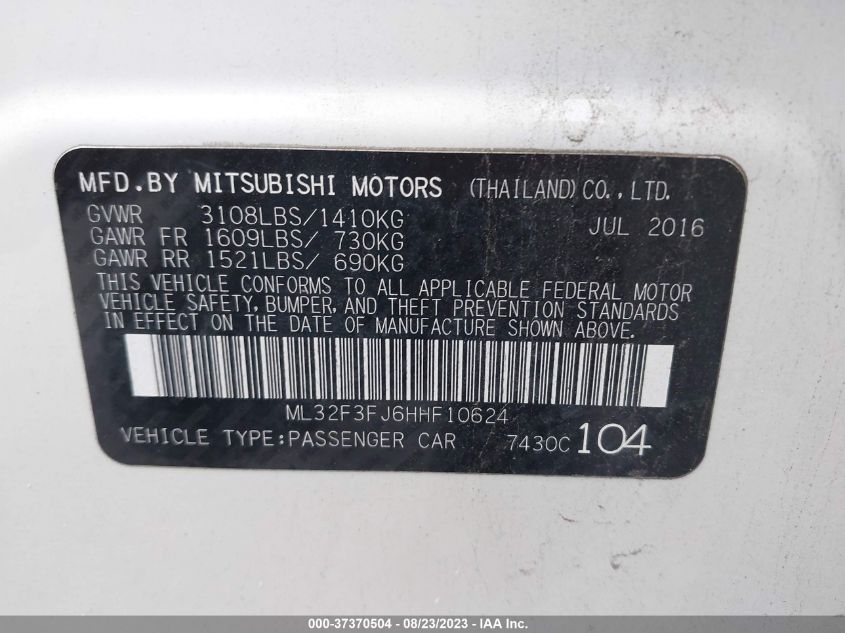 MFD.BY MITSUBISHI MOTORS (THAILAND)CO.,LTD.
GVWR 3108LBS/1410KG JUL 2016
GAWR FR 1609LBS/ 730KG
GAWR RR 1521LBS/ 690KG
THIS VEHICLE CONFORMS TO ALL APPLICABLE FEDERAL MOTOR
VEHICLE SAFETY, BUMPER, AND THEFT PREVENTION STANDARDS
IN EFFECT ON THE DATE OF MANUFACTURE SHOWN ABOVE.
ML32F3FJ6HHF10624
VEHICLE TYPE:PASSENGER CAR 7430C 104
000-37370504 - 08/23/2023 - IAA Inc.